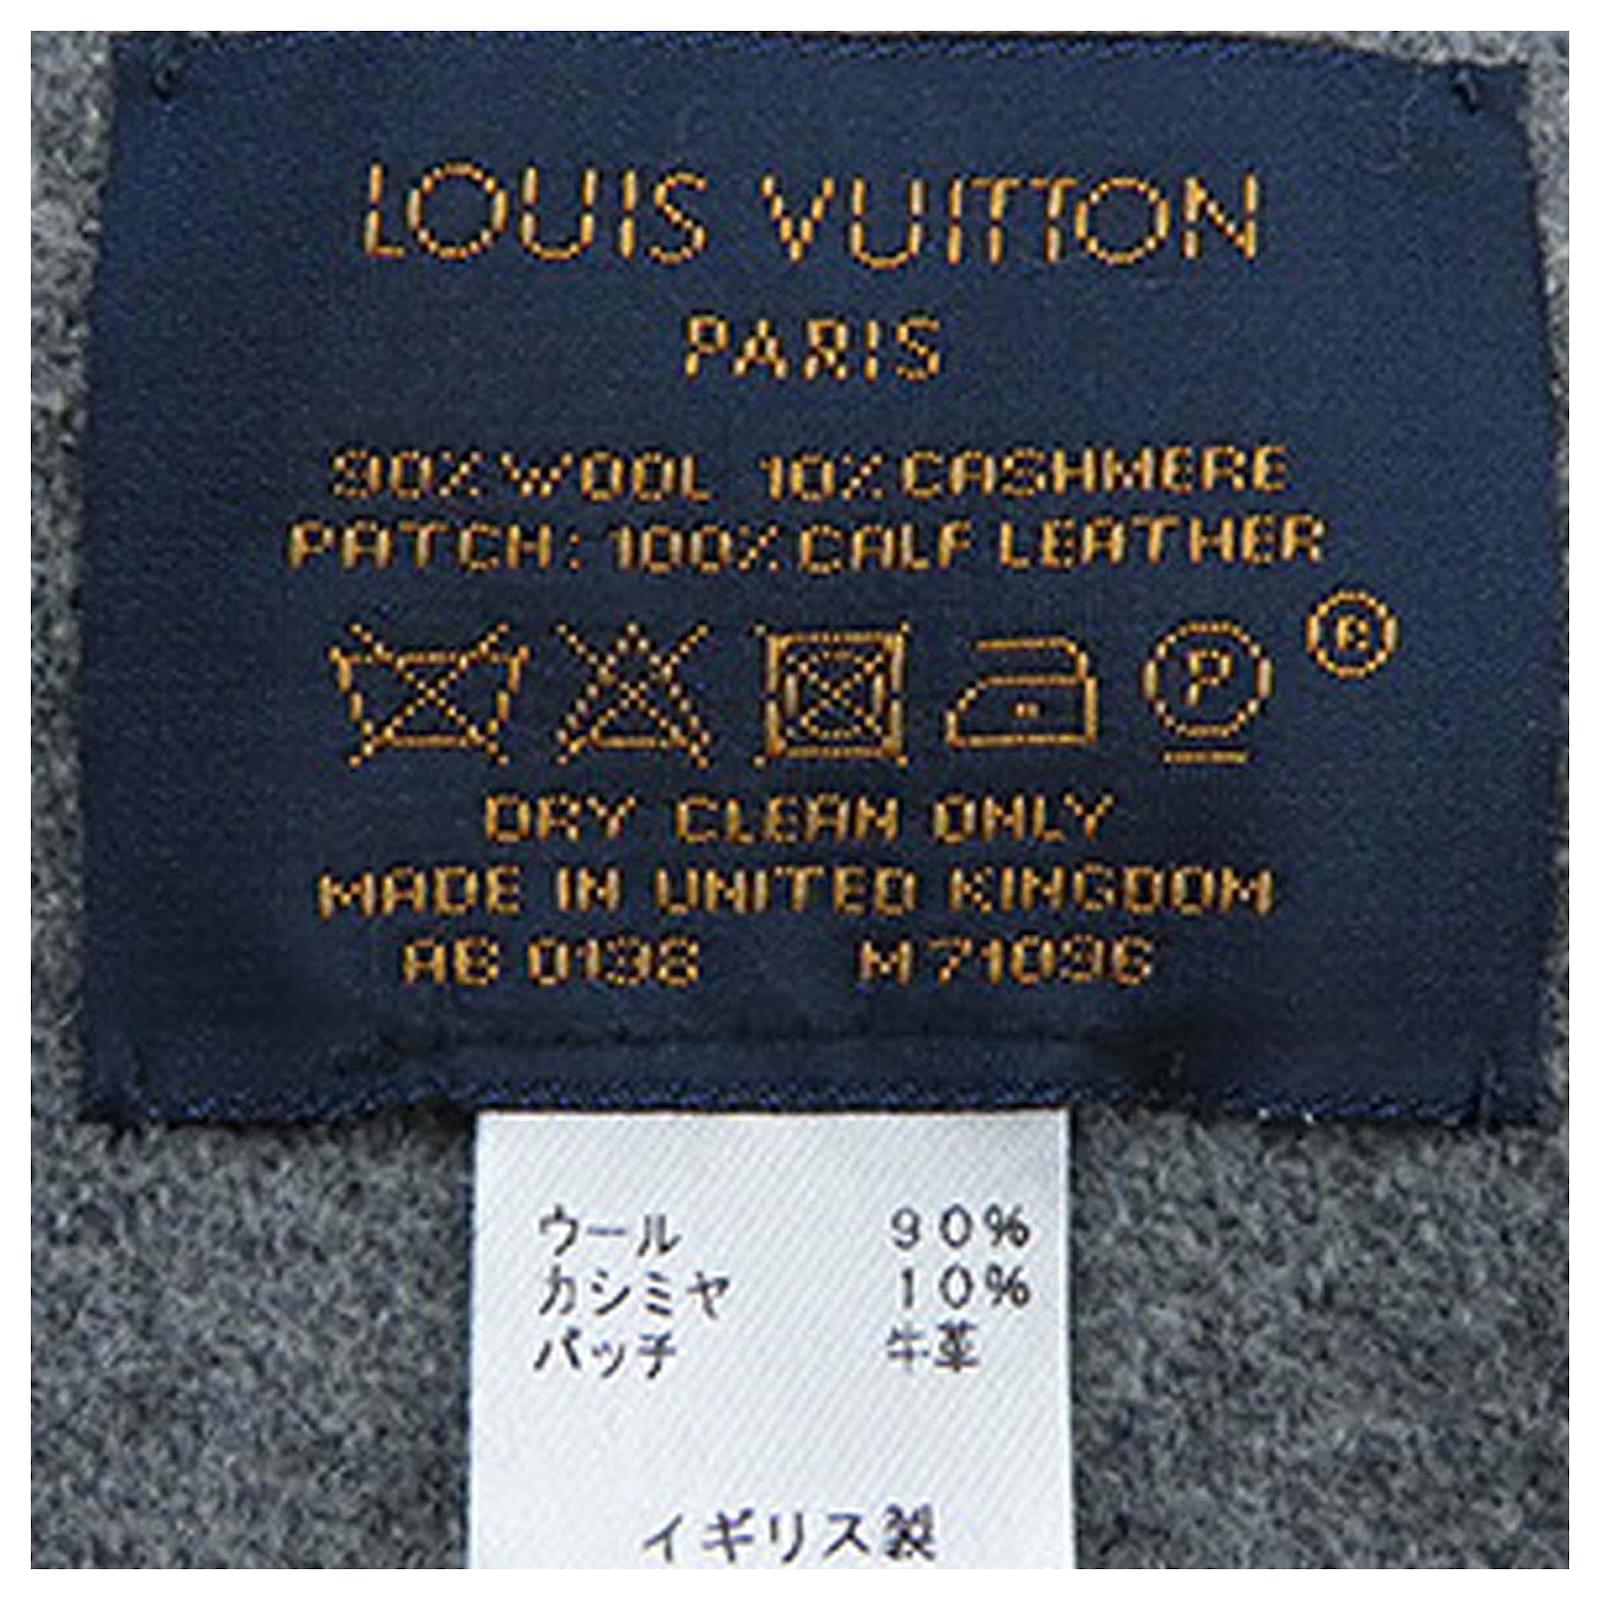 LOUIS VUITTON
PARIS
90% WOOL 10% CASHMERE
PATCH: 100% CALF LEATHER
P ®
DRY CLEAN ONLY
MADE IN UNITED KINGDOM
AB 0198 M71096
ウール 90%
カシミヤ 10%
パッチ 牛革
イギリス製